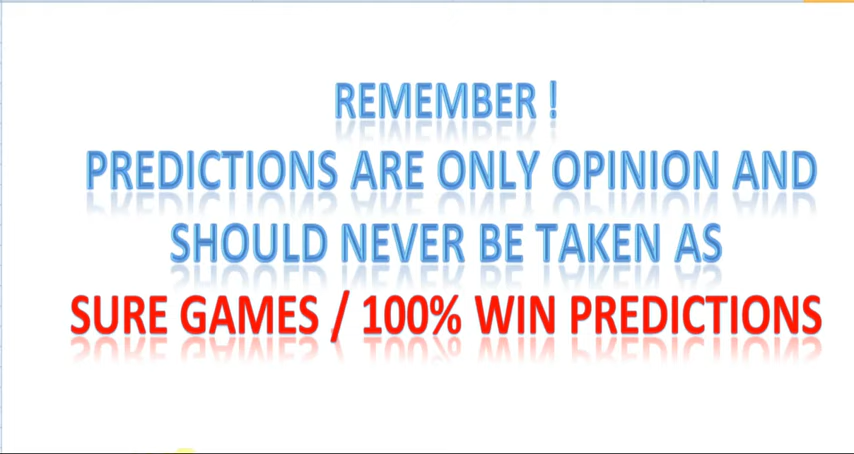 REMEMBER !
PREDICTIONS ARE ONLY OPINION AND
SHOULD NEVER BE TAKEN AS
SURE GAMES / 100% WIN PREDICTIONS